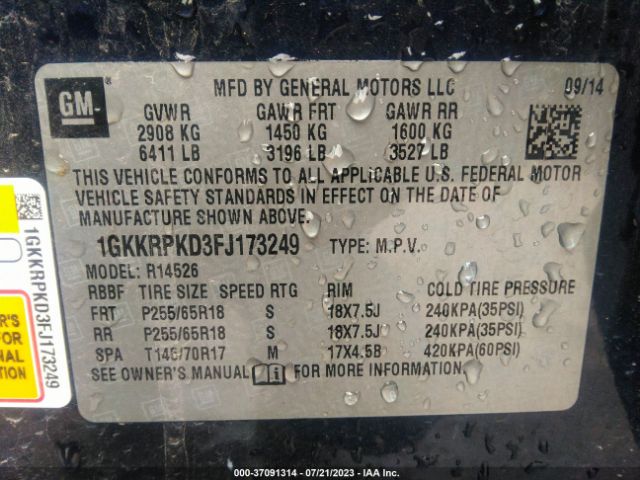 GM
MFD BY GENERAL MOTORS LLC 09/14
GVWR GAWR FRT GAWR RR
2908 KG 1450 KG 1600 KG
6411 LB 3196 LB 3527 LB
THIS VEHICLE CONFORMS TO ALL APPLICABLE U.S. FEDERAL MOTOR
VEHICLE SAFETY STANDARDS IN EFFECT ON THE DATE OF
MANUFACTURE SHOWN ABOVE.
1GKKRPKD3FJ173249 TYPE: M.P.V.
MODEL: R14526
RBBF TIRE SIZE SPEED RTG RIM COLD TIRE PRESSURE
FRT P255/65R18 S 18X7.5J 240KPA(35PSI)
RR P255/65R18 S 18X7.5J 240KPA(35PSI)
SPA T145/70R17 M 17X4.5B 420KPA(60PSI)
SEE OWNER'S MANUAL i FOR MORE INFORMATION.
1GKKRPKD3FJ173249
ONAL
000-37091314 - 07/21/2023 - IAA Inc.